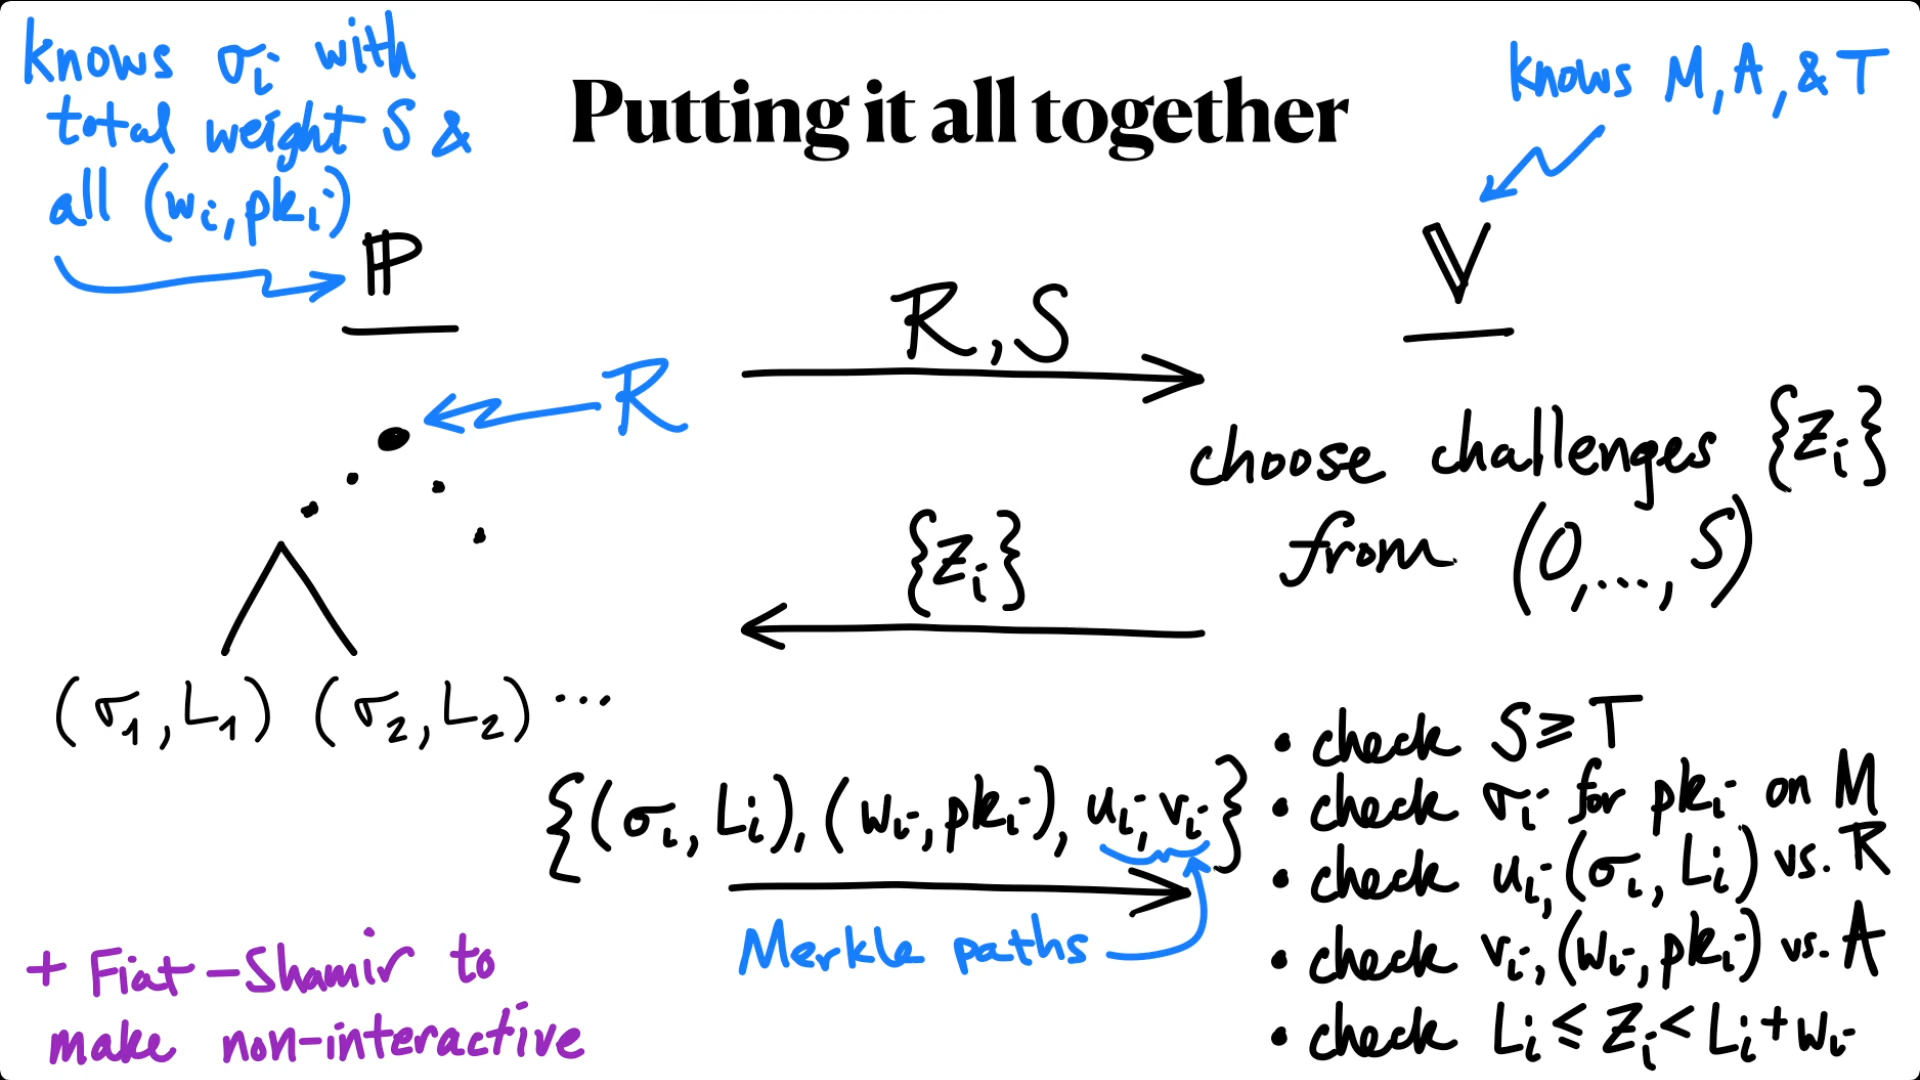 Putting it all together
knows σi with
total weight S &
all (wi, pki)
knows M, A, & T
ℙ
𝕍
R, S
R
choose challenges {zi}
from (0, ..., S)
{zi}
(σ1, L1) (σ2, L2) ...
{(σi, Li), (wi, pki), ui, vi}
Merkle paths
• check S ≥ T
• check σi for pki on M
• check ui, (σi, Li) vs. R
• check vi, (wi, pki) vs. A
• check Li ≤ zi < Li + wi
+ Fiat-Shamir to
make non-interactive